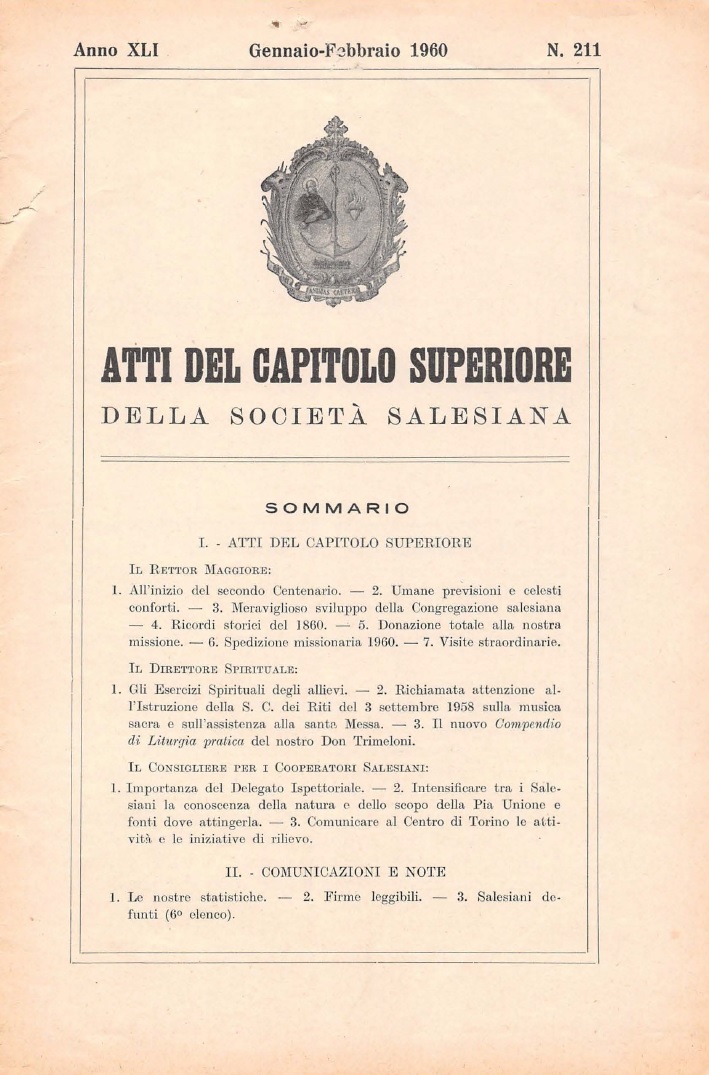 Anno XLI Gennaio-Febbraio 1960 N. 211
ATTI DEL CAPITOLO SUPERIORE
DELLA SOCIETÀ SALESIANA
SOMMARIO
I. - ATTI DEL CAPITOLO SUPERIORE
IL RETTOR MAGGIORE:
1. All'inizio del secondo Centenario. — 2. Umane previsioni e celesti
conforti. — 3. Meraviglioso sviluppo della Congregazione salesiana
— 4. Ricordi storici del 1860. — 5. Donazione totale alla nostra
missione. — 6. Spedizione missionaria 1960. — 7. Visite straordinarie.
IL DIRETTORE SPIRITUALE:
1. Gli Esercizi Spirituali degli allievi. — 2. Richiamata attenzione al-
l'Istruzione della S. C. dei Riti del 3 settembre 1958 sulla musica
sacra e sull'assistenza alla santa Messa. — 3. Il nuovo Compendio
di Liturgia pratica del nostro Don Trimeloni.
IL CONSIGLIERE PER I COOPERATORI SALESIANI:
1. Importanza del Delegato Ispettoriale. — 2. Intensificare tra i Sale-
siani la conoscenza della natura e dello scopo della Pia Unione e
fonti dove attingerla. — 3. Comunicare al Centro di Torino le atti-
vità e le iniziative di rilievo.
II. - COMUNICAZIONI E NOTE
1. Le nostre statistiche. — 2. Firme leggibili. — 3. Salesiani de-
funti (6º elenco).